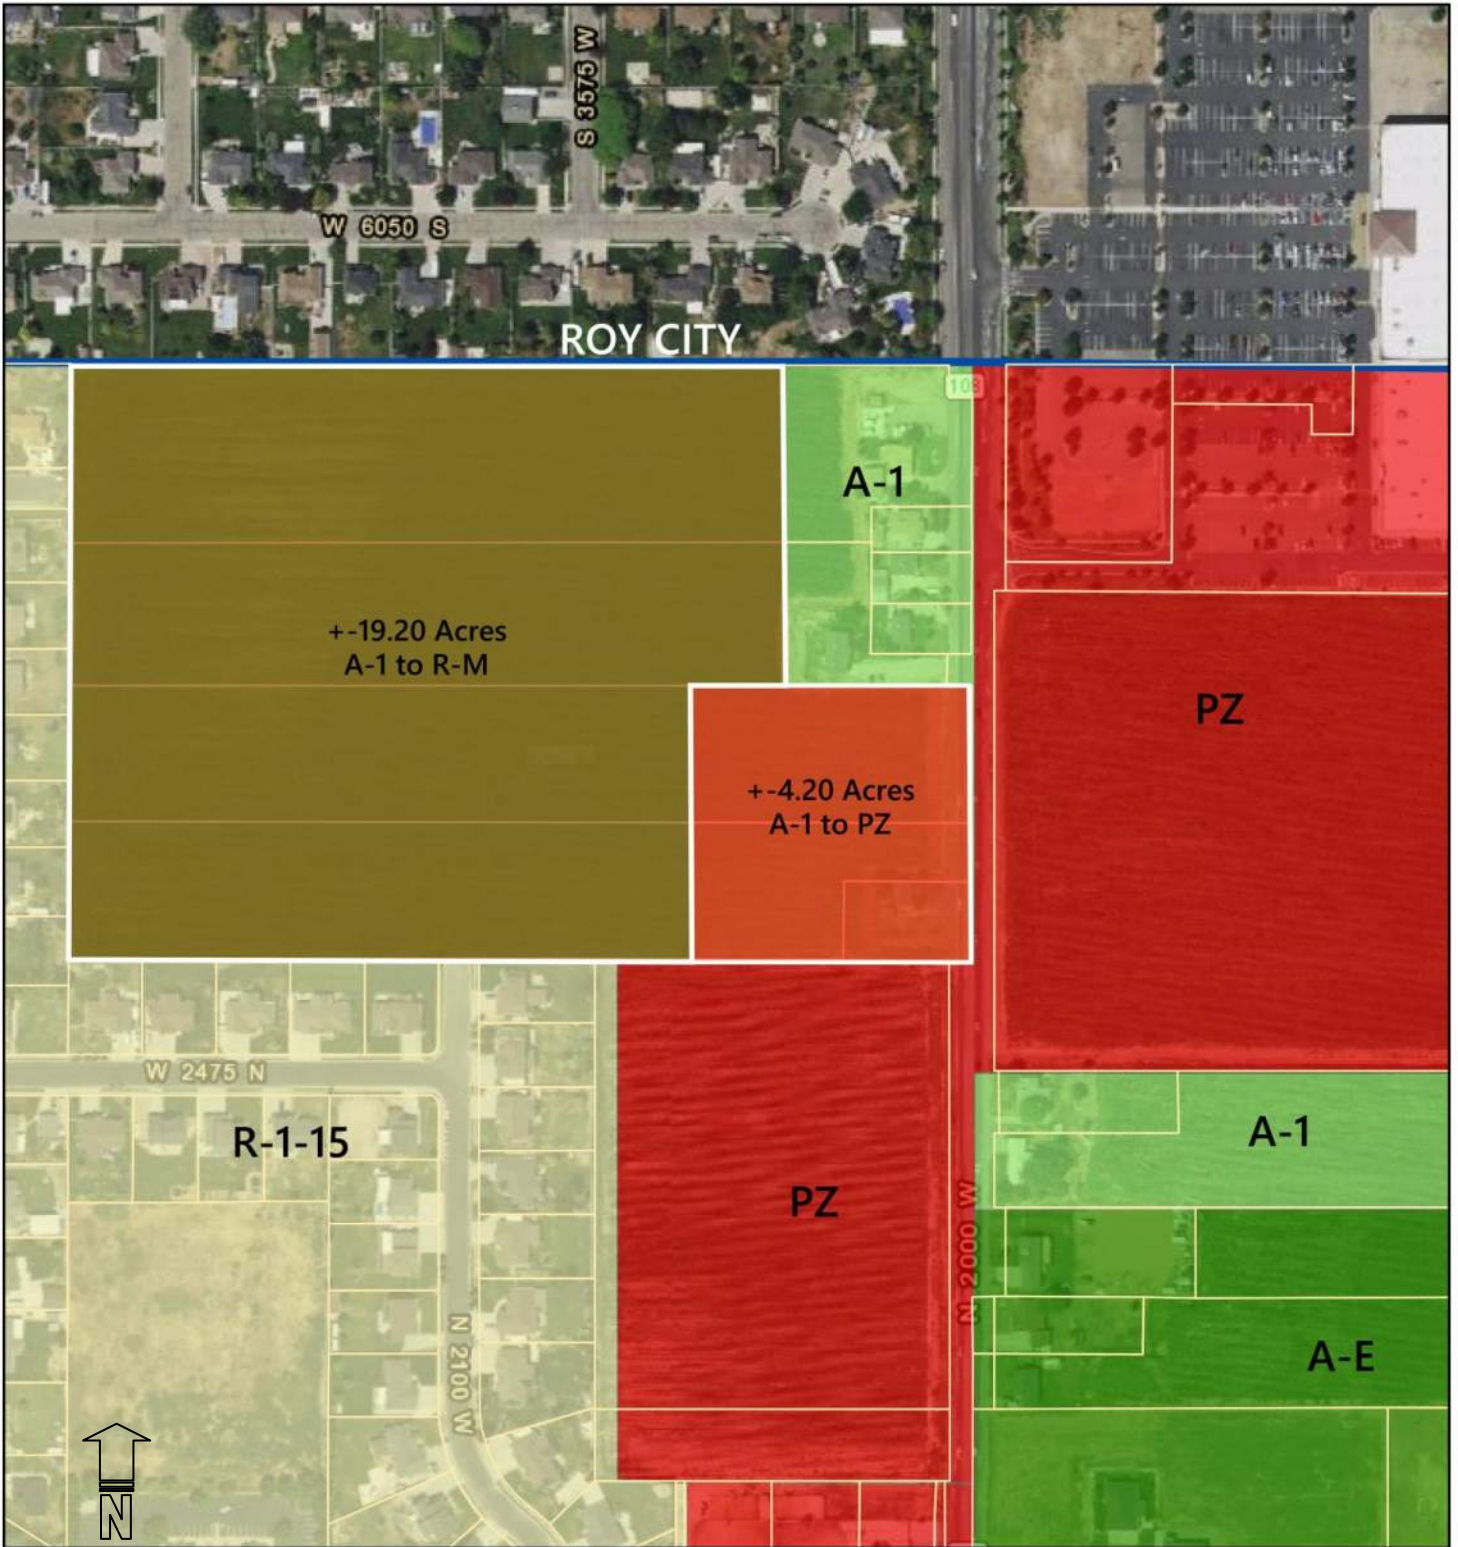 S 3575 W
W 6050 S
ROY CITY
108
A-1
+-19.20 Acres
A-1 to R-M
PZ
+-4.20 Acres
A-1 to PZ
W 2475 N
R-1-15
A-1
PZ
N 2000 W
A-E
N 2100 W
N